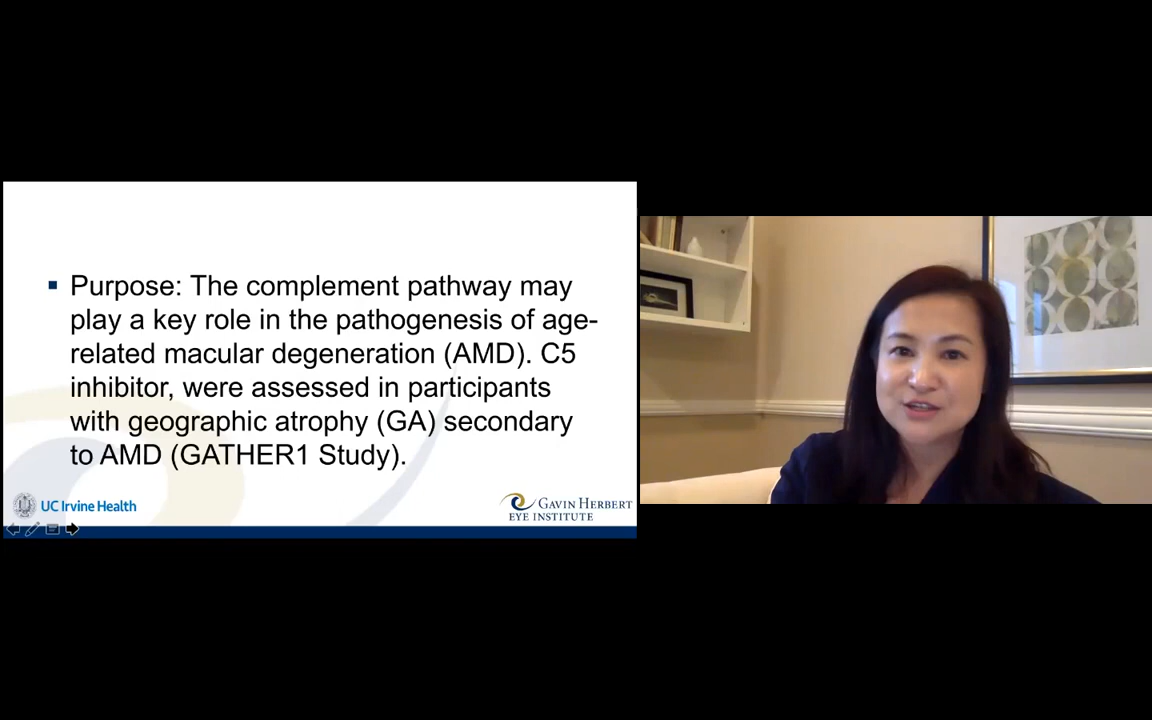 Purpose: The complement pathway may
play a key role in the pathogenesis of age-
related macular degeneration (AMD). C5
inhibitor, were assessed in participants
with geographic atrophy (GA) secondary
to AMD (GATHER1 Study).
UC Irvine Health
GAVIN HERBERT
EYE INSTITUTE